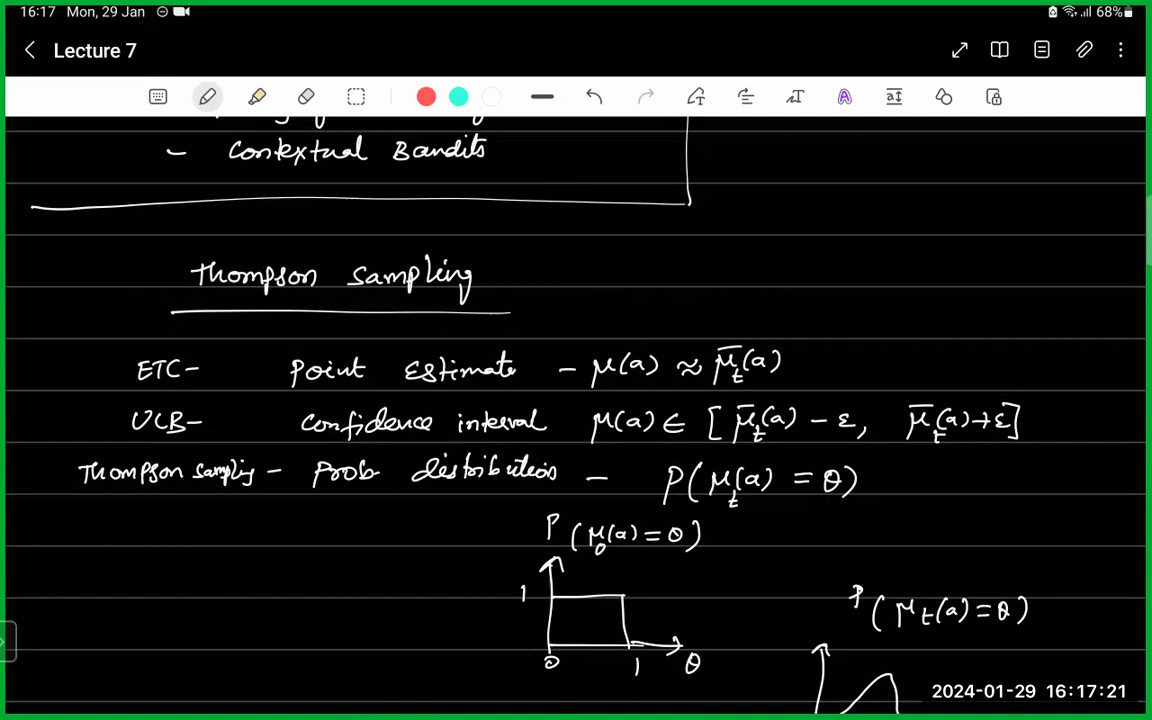 16:17 Mon, 29 Jan
68%
Lecture 7
- Contextual Bandits
Thompson Sampling
ETC- Point Estimate - μ(a) ≈ μ̄_t(a)
UCB- Confidence interval μ(a) ∈ [μ̄_t(a) - ε, μ̄_t(a)+ε]
Thompson Sampling - Prob distribution - P(μ_t(a) = θ)
P(μ_0(a) = θ)
1
P(μ_t(a) = θ)
0 1 θ
2024-01-29 16:17:21